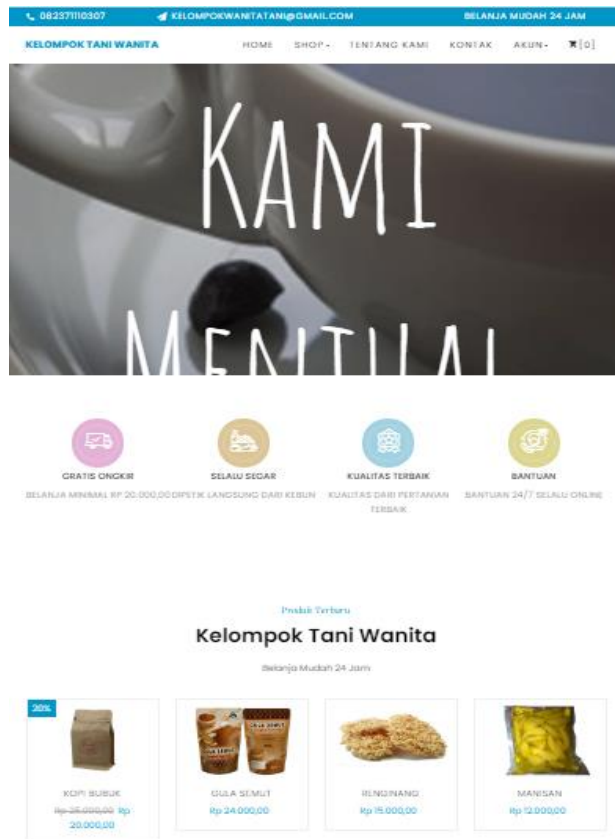 082371110307 KELOMPOKWANITATANI@GMAIL.COM BELANJA MUDAH 24 JAM
KELOMPOK TANI WANITA HOME SHOP TENTANG KAMI KONTAK AKUN [0]
KAMI
MENJUAL
GRATIS ONGKIR SELALU SEGAR KUALITAS TERBAIK BANTUAN
BELANJA MINIMAL RP 20.000,00 DIPETIK LANGSUNG DARI KEBUN KUALITAS DARI PERTANIAN BANTUAN 24/7 SELALU ONLINE
TERBAIK
Produk Terbaru
Kelompok Tani Wanita
Belanja Mudah 24 Jam
20%
GULA SEMUT
KOPI BUBUK GULA SEMUT RENGINANG MANISAN
Rp 25.000,00 Rp Rp 24.000,00 Rp 15.000,00 Rp 12.000,00
20.000,00